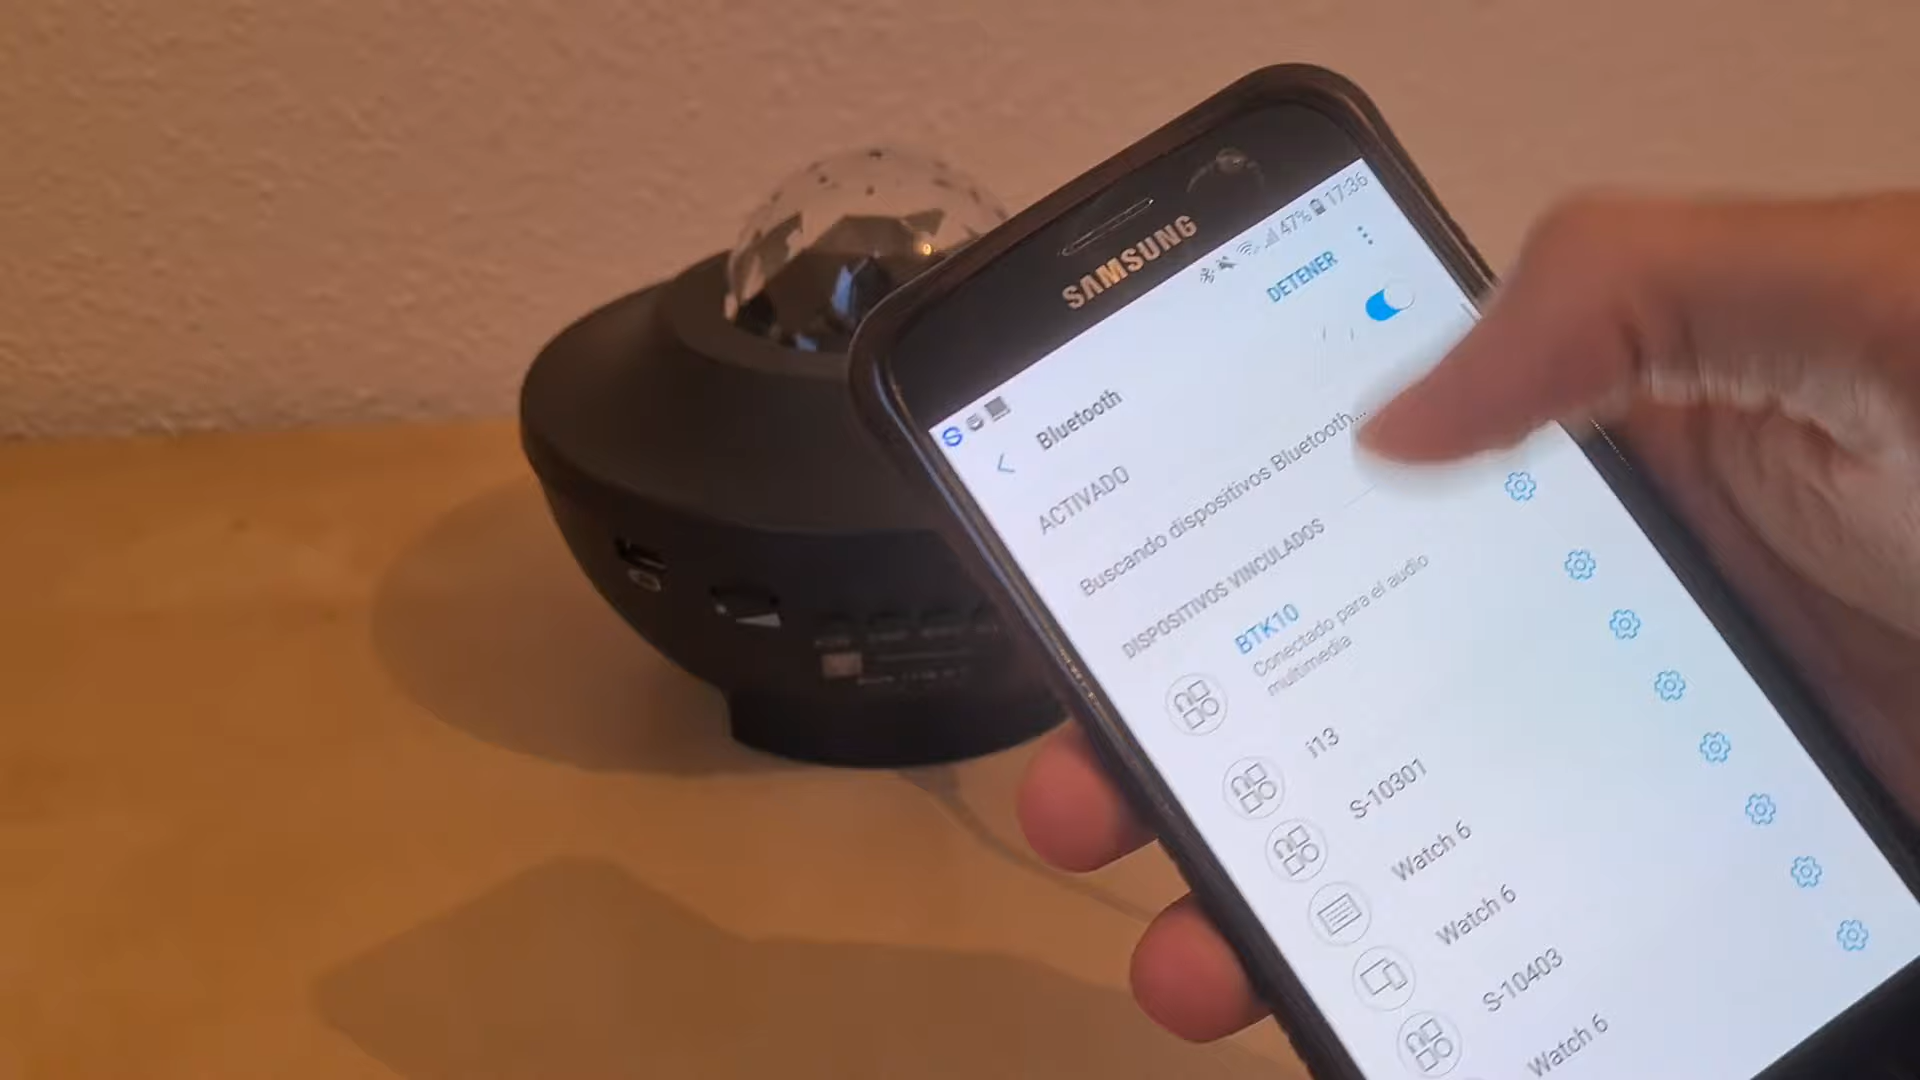 SAMSUNG
47% 17:36
DETENER
Bluetooth
ACTIVADO
Buscando dispositivos Bluetooth...
DISPOSITIVOS VINCULADOS
BTK10
Conectado para el audio
multimedia
i13
S-10301
Watch 6
Watch 6
S-10403
Watch 6